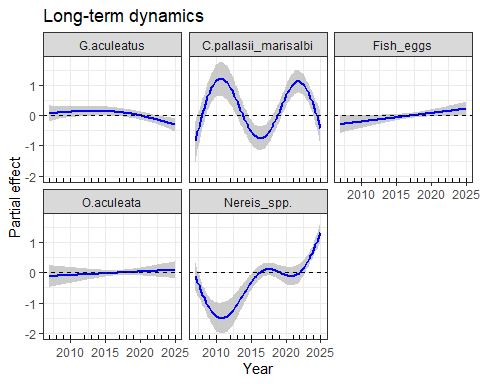 Long-term dynamics
G.aculeatus C.pallasii_marisalbi Fish_eggs
1
0
-1
-2
2010 2015 2020 2025
O.aculeata Nereis_spp.
1
0
-1
-2
2010 2015 2020 2025 2010 2015 2020 2025
Partial effect
Year